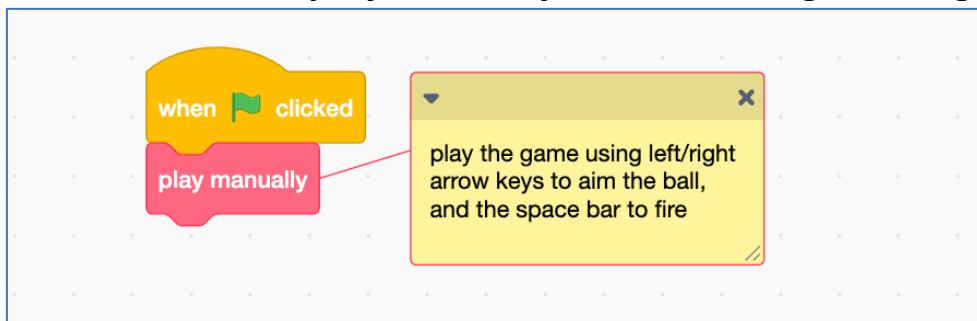 when clicked
play manually
play the game using left/right
arrow keys to aim the ball,
and the space bar to fire